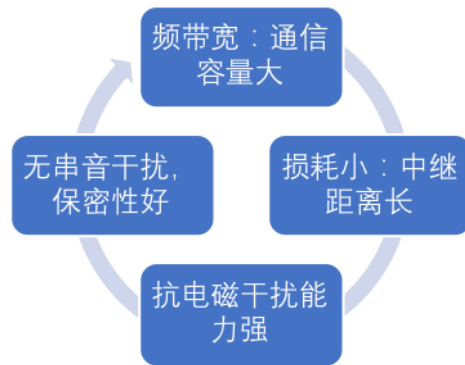 频带宽：通信
容量大
损耗小：中继
距离长
抗电磁干扰能
力强
无串音干扰，
保密性好